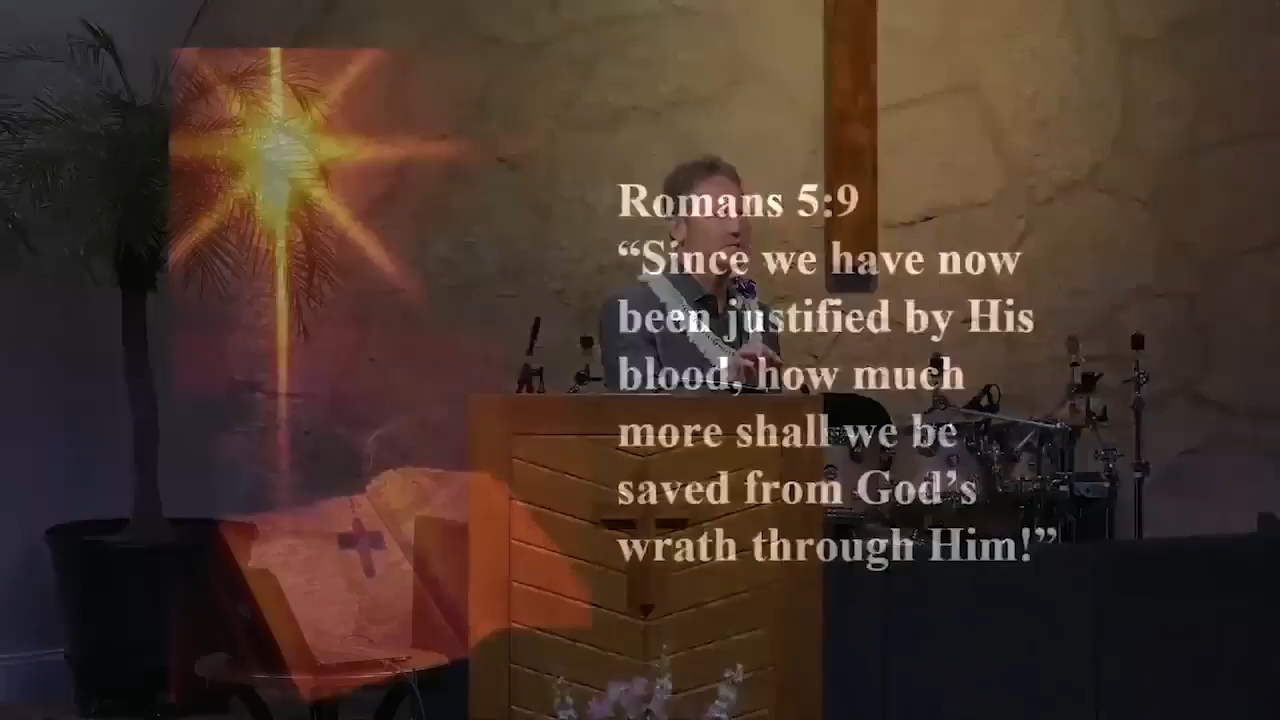 Romans 5:9
“Since we have now
been justified by His
blood, how much
more shall we be
saved from God’s
wrath through Him!”